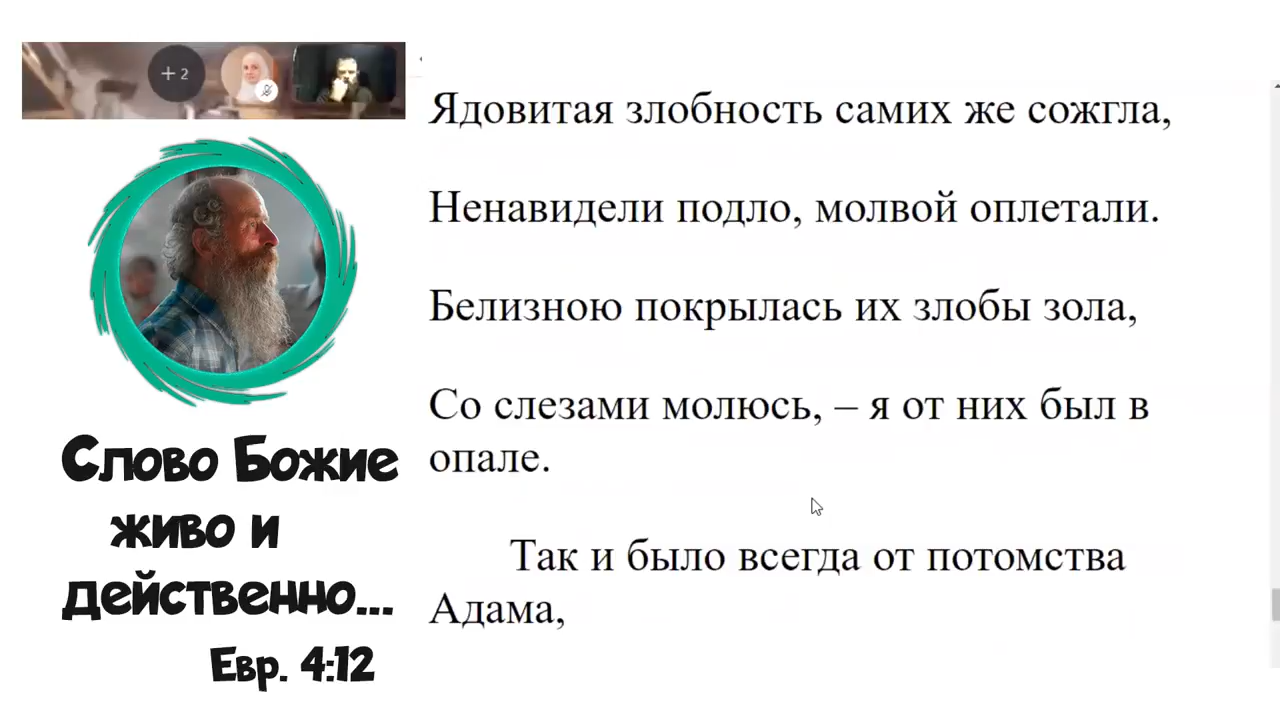 +2
Ядовитая злобность самих же сожгла,
Ненавидели подло, молвой оплетали.
Белизною покрылась их злобы зола,
Со слезами молюсь, – я от них был в
опале.
Так и было всегда от потомства
Адама,
Слово Божие
живо и
действенно...
Евр. 4:12